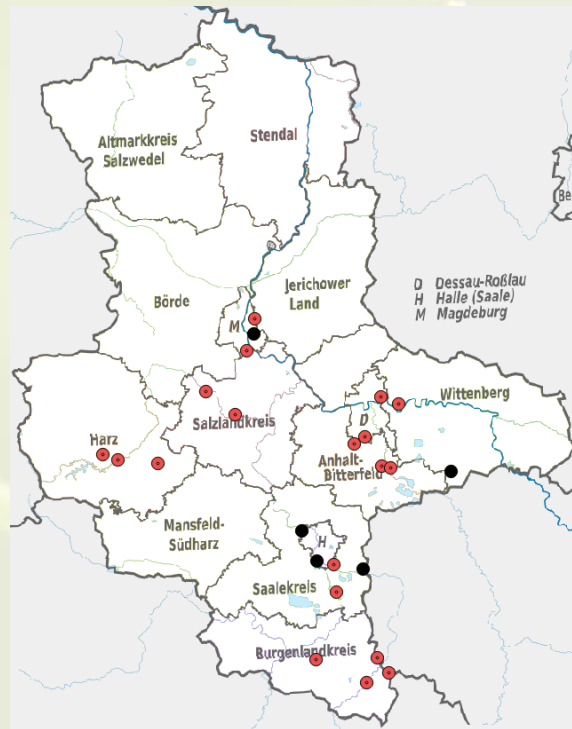 Altmarkkreis
Salzwedel
Stendal
Be
Börde
Jerichower
Land
D Dessau-Roßlau
H Halle (Saale)
M Magdeburg
M
Wittenberg
Salzlandkreis
D
Harz
Anhalt-
Bitterfeld
Mansfeld-
Südharz
H
Saalekreis
Burgenlandkreis